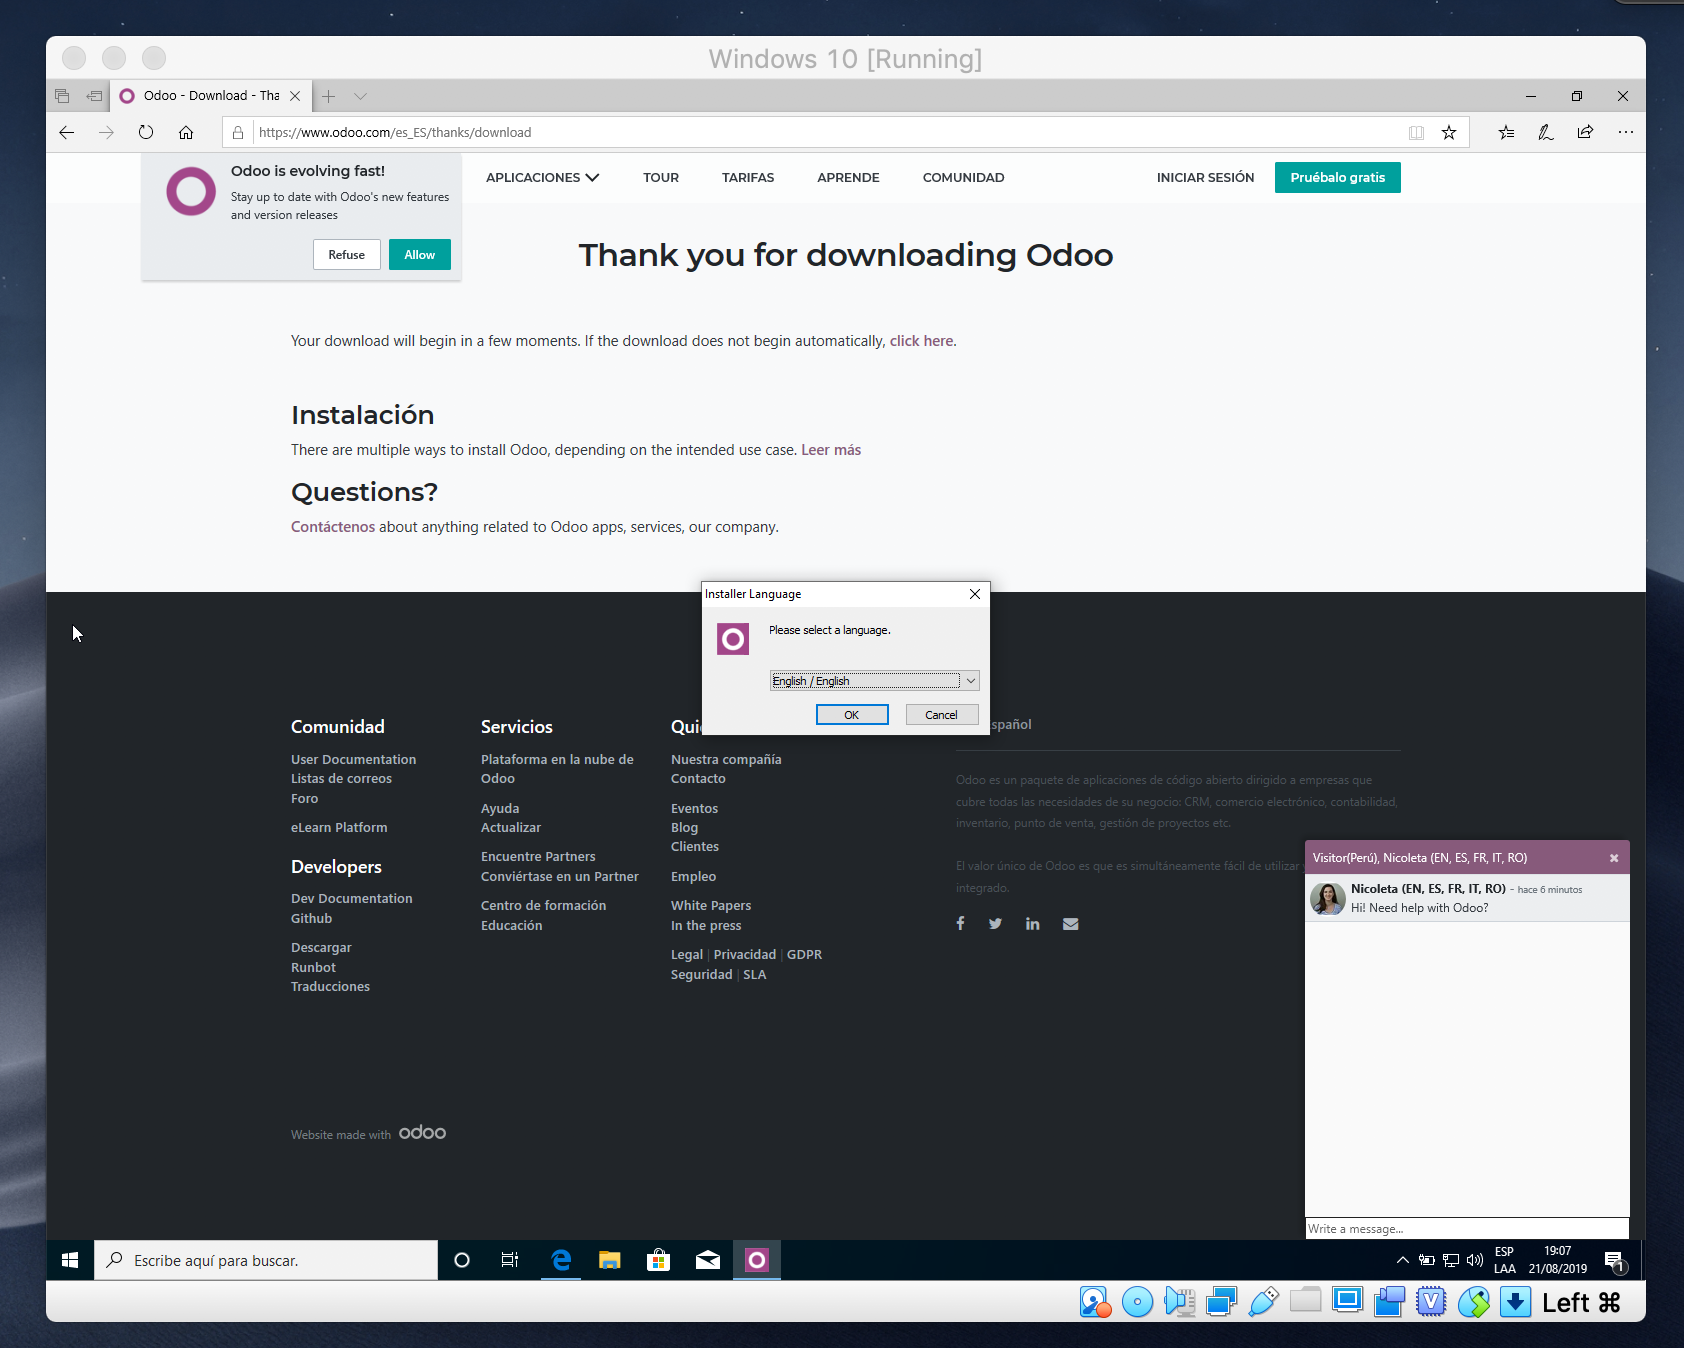 Windows 10 [Running]
Odoo - Download - Tha
https://www.odoo.com/es_ES/thanks/download
Odoo is evolving fast!
Stay up to date with Odoo's new features
and version releases
Refuse
Allow
APLICACIONES
TOUR
TARIFAS
APRENDE
COMUNIDAD
INICIAR SESIÓN
Pruébalo gratis
Thank you for downloading Odoo
Your download will begin in a few moments. If the download does not begin automatically, click here.
Instalación
There are multiple ways to install Odoo, depending on the intended use case. Leer más
Questions?
Contáctenos about anything related to Odoo apps, services, our company.
Installer Language
Please select a language.
English / English
OK
Cancel
Comunidad
User Documentation
Listas de correos
Foro
eLearn Platform
Developers
Dev Documentation
Github
Descargar
Runbot
Traducciones
Servicios
Plataforma en la nube de
Odoo
Ayuda
Actualizar
Encuentre Partners
Conviértase en un Partner
Centro de formación
Educación
Qui
Nuestra compañía
Contacto
Eventos
Blog
Clientes
Empleo
White Papers
In the press
Legal | Privacidad | GDPR
Seguridad | SLA
spañol
Odoo es un paquete de aplicaciones de código abierto dirigido a empresas que
cubre todas las necesidades de su negocio: CRM, comercio electrónico, contabilidad,
inventario, punto de venta, gestión de proyectos etc.
El valor único de Odoo es que es simultáneamente fácil de utilizar y
integrado.
Visitor(Perú), Nicoleta (EN, ES, FR, IT, RO)
Nicoleta (EN, ES, FR, IT, RO) - hace 6 minutos
Hi! Need help with Odoo?
Write a message...
Website made with odoo
Escribe aquí para buscar.
ESP
LAA
19:07
21/08/2019
1
V
Left ⌘